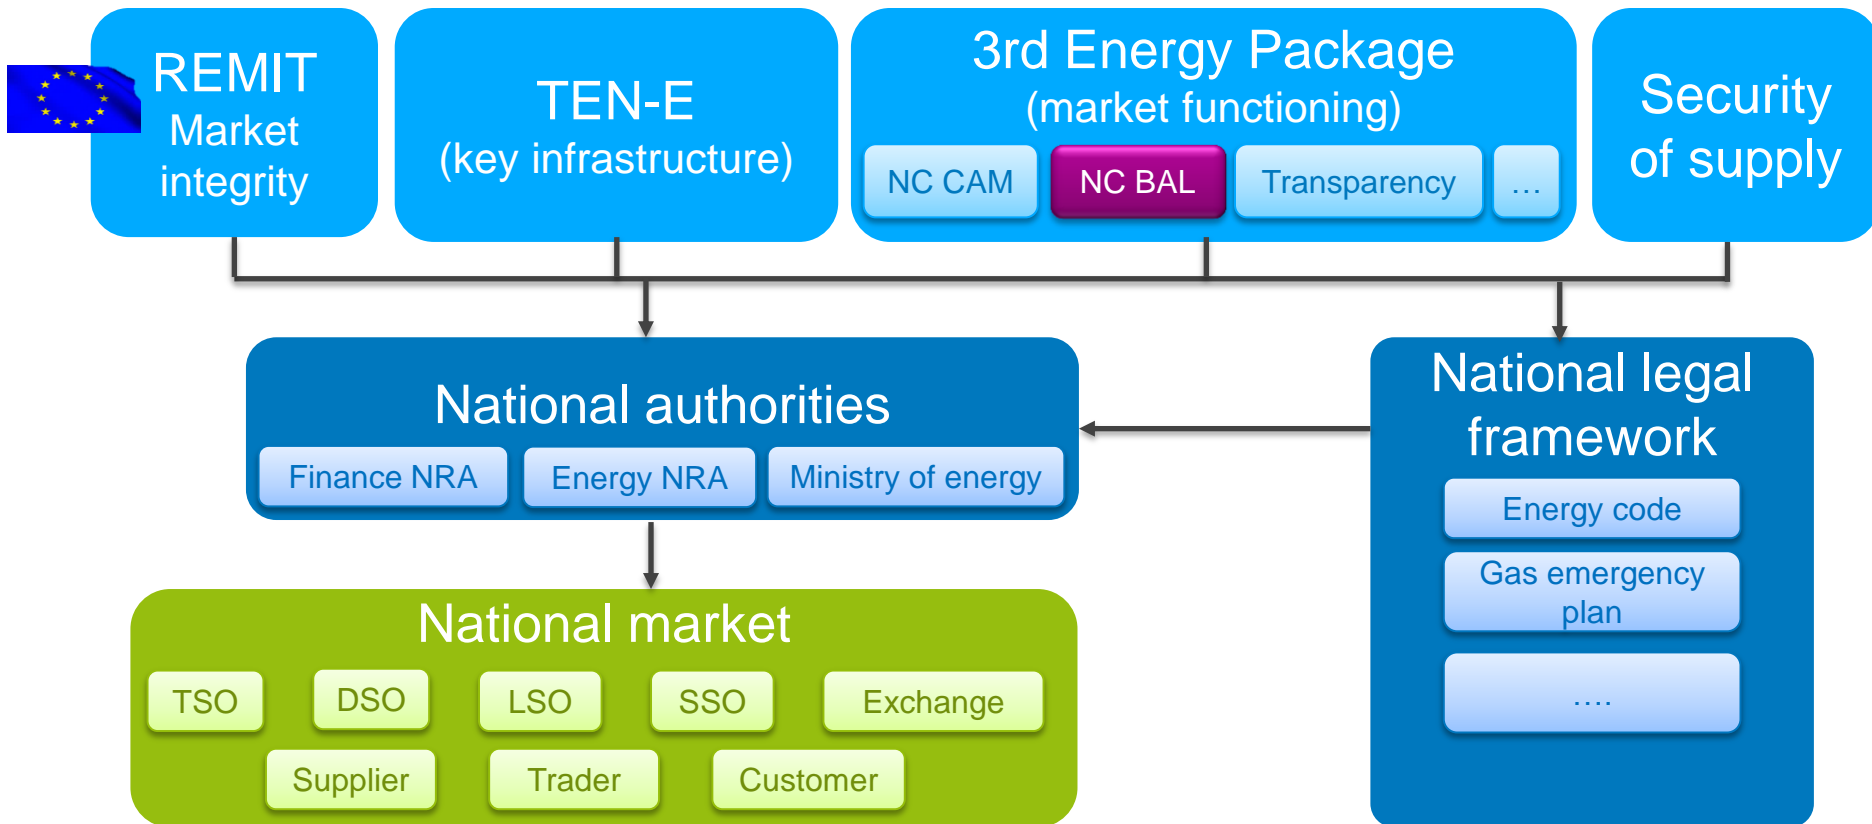 REMIT
Market
integrity
TEN-E
(key infrastructure)
3rd Energy Package
(market functioning)
NC CAM
NC BAL
Transparency
...
Security
of supply
National authorities
Finance NRA
Energy NRA
Ministry of energy
National legal
framework
Energy code
Gas emergency
plan
....
National market
TSO
DSO
LSO
SSO
Exchange
Supplier
Trader
Customer